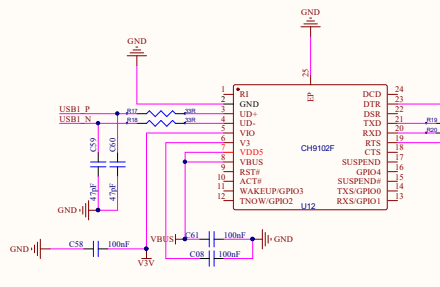 GND
GND
25
EP
1 RI DCD 24
2 GND DTR 23
USB1_P R17 33R 3 UD+ DSR 22
USB1_N R18 33R 4 UD- TXD 21 R19
5 VIO RXD 20 R20
6 V3 RTS 19
7 VDD5 CTS 18
8 VBUS SUSPEND 17
9 RST# GPIO4 16
10 ACT# SUSPEND# 15
11 WAKEUP/GPIO3 TXS/GPIO0 14
12 TNOW/GPIO2 RXS/GPIO1 13
CH9102F
U12
C59
C60
47pF
47pF
GND
VBUS C61 100nF GND
GND C58 100nF
C08 100nF
V3V